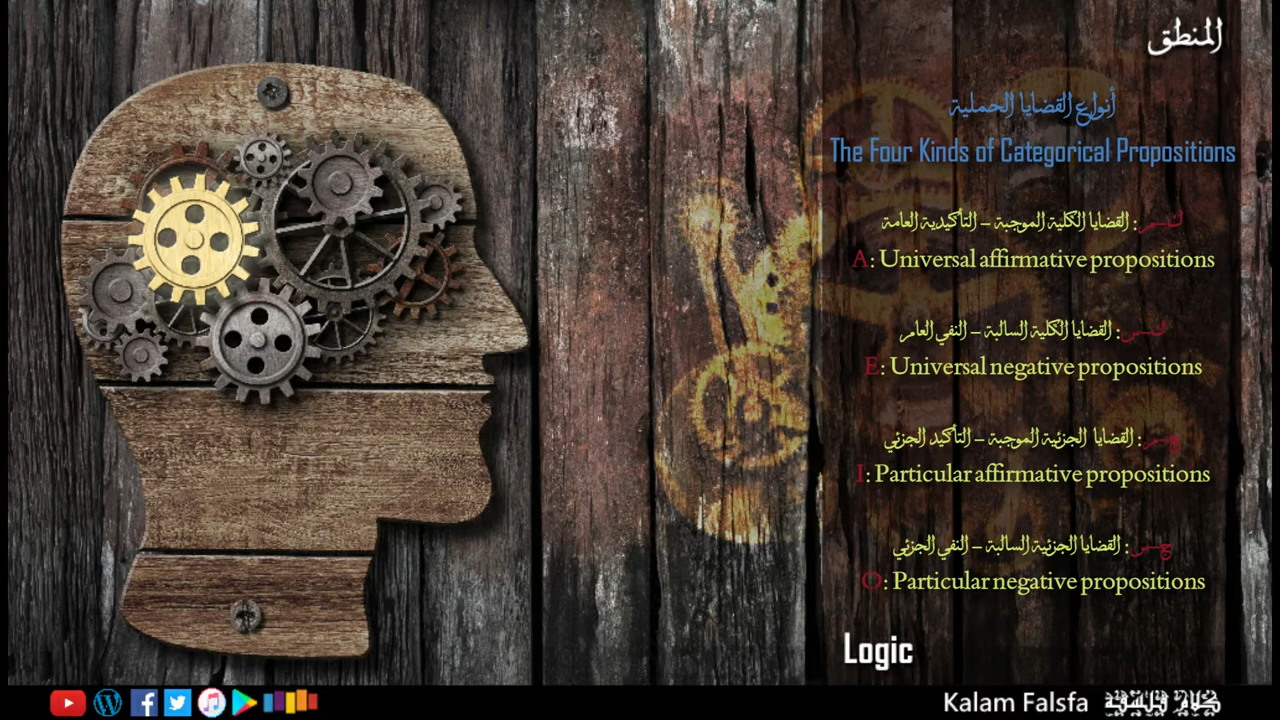 المنطق
أنواع القضايا الحملية
The Four Kinds of Categorical Propositions
ك–م: القضايا الكلية الموجبة – التأكيدية العامة
A: Universal affirmative propositions
ك–س: القضايا الكلية السالبة – النفي العام
E: Universal negative propositions
ج–م: القضايا الجزئية الموجبة – التأكيد الجزئي
I: Particular affirmative propositions
ج–س: القضايا الجزئية السالبة – النفي الجزئي
O: Particular negative propositions
Logic
Kalam Falsfa كلام فلسفة